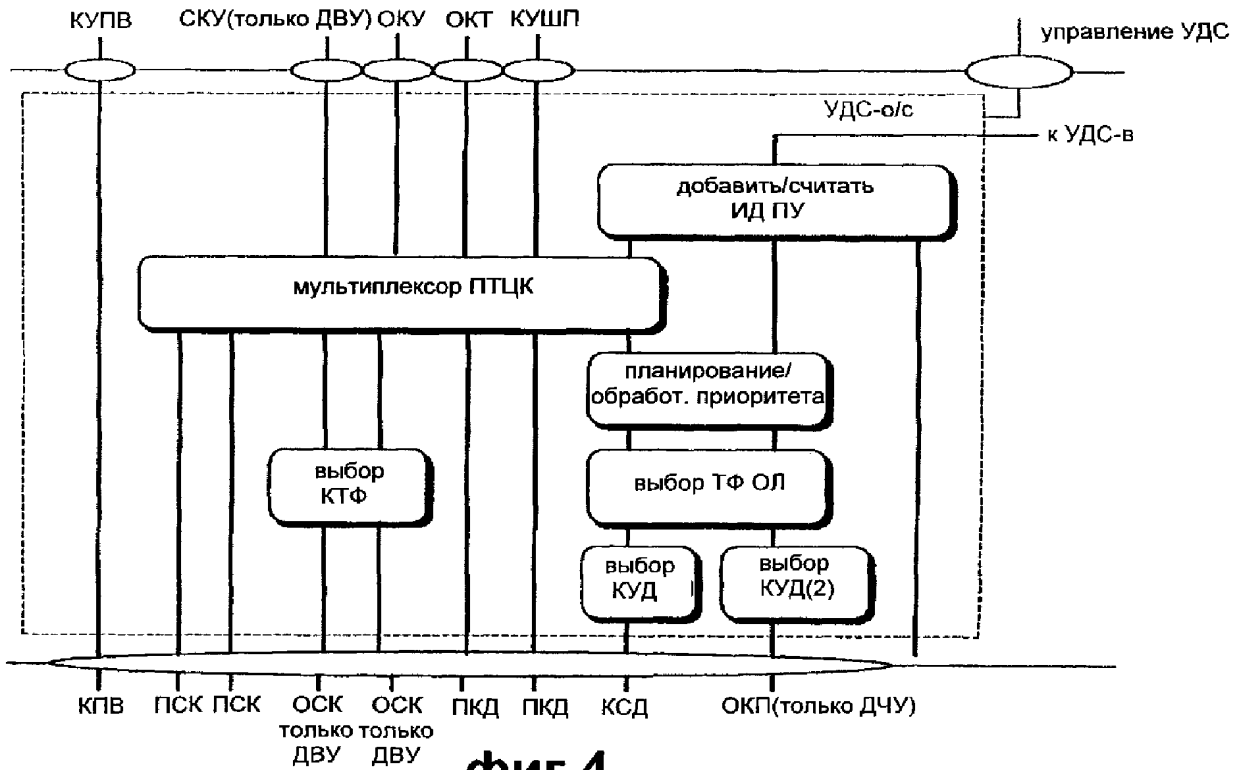 КУПВ СКУ(только ДВУ) ОКУ ОКТ КУШП
управление УДС
УДС-о/с
к УДС-в
добавить/считать
ИД ПУ
мультиплексор ПТЦК
планирование/
обработ. приоритета
выбор
КТФ
выбор ТФ ОЛ
выбор
КУД
выбор
КУД(2)
КПВ ПСК ПСК ОСК ОСК ПКД ПКД КСД ОКП(только ДЧУ)
только только
ДВУ ДВУ
фиг.4